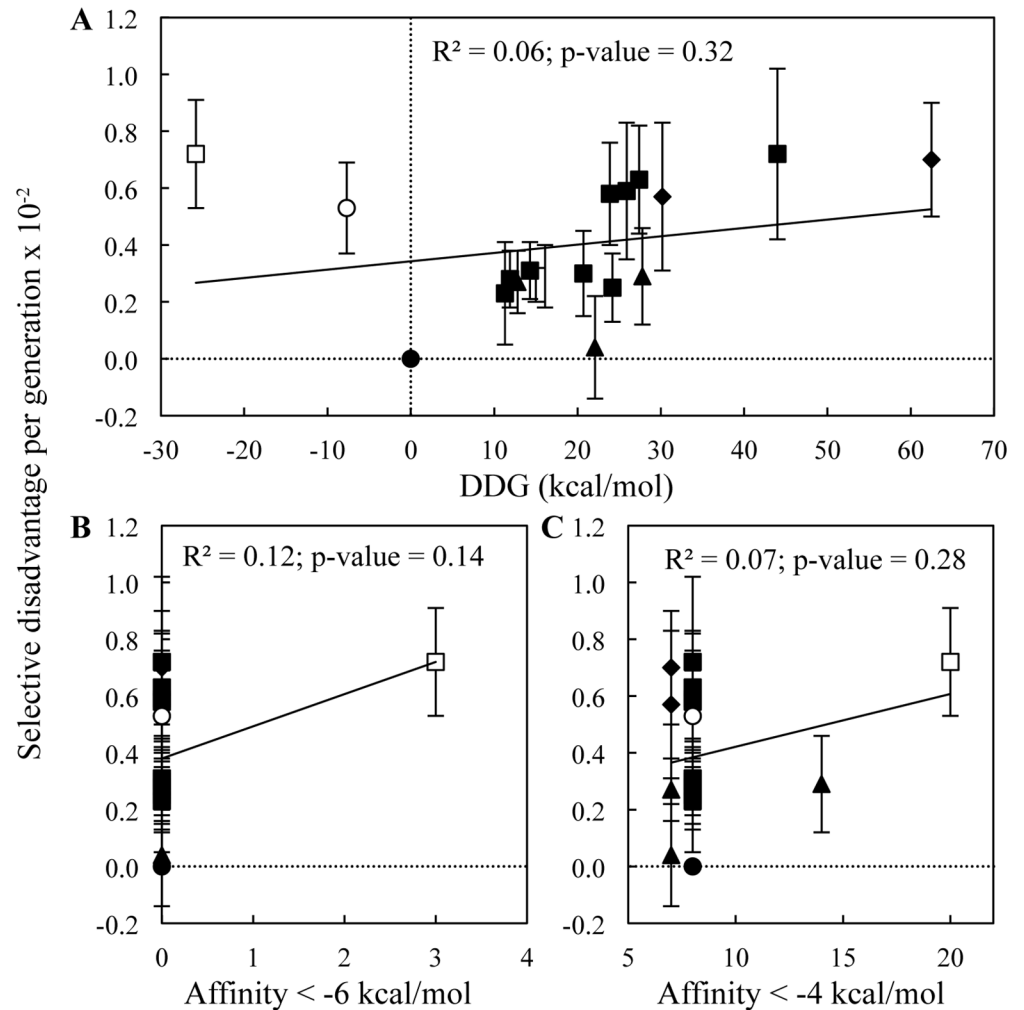 A
R² = 0.06; p-value = 0.32
1.2
1.0
0.8
0.6
0.4
0.2
0.0
-0.2
-30 -20 -10 0 10 20 30 40 50 60 70
DDG (kcal/mol)
Selective disadvantage per generation x 10⁻²
B
R² = 0.12; p-value = 0.14
1.2
1.0
0.8
0.6
0.4
0.2
0.0
-0.2
0 1 2 3 4
Affinity < -6 kcal/mol
C
R² = 0.07; p-value = 0.28
1.2
1.0
0.8
0.6
0.4
0.2
0.0
-0.2
5 10 15 20
Affinity < -4 kcal/mol